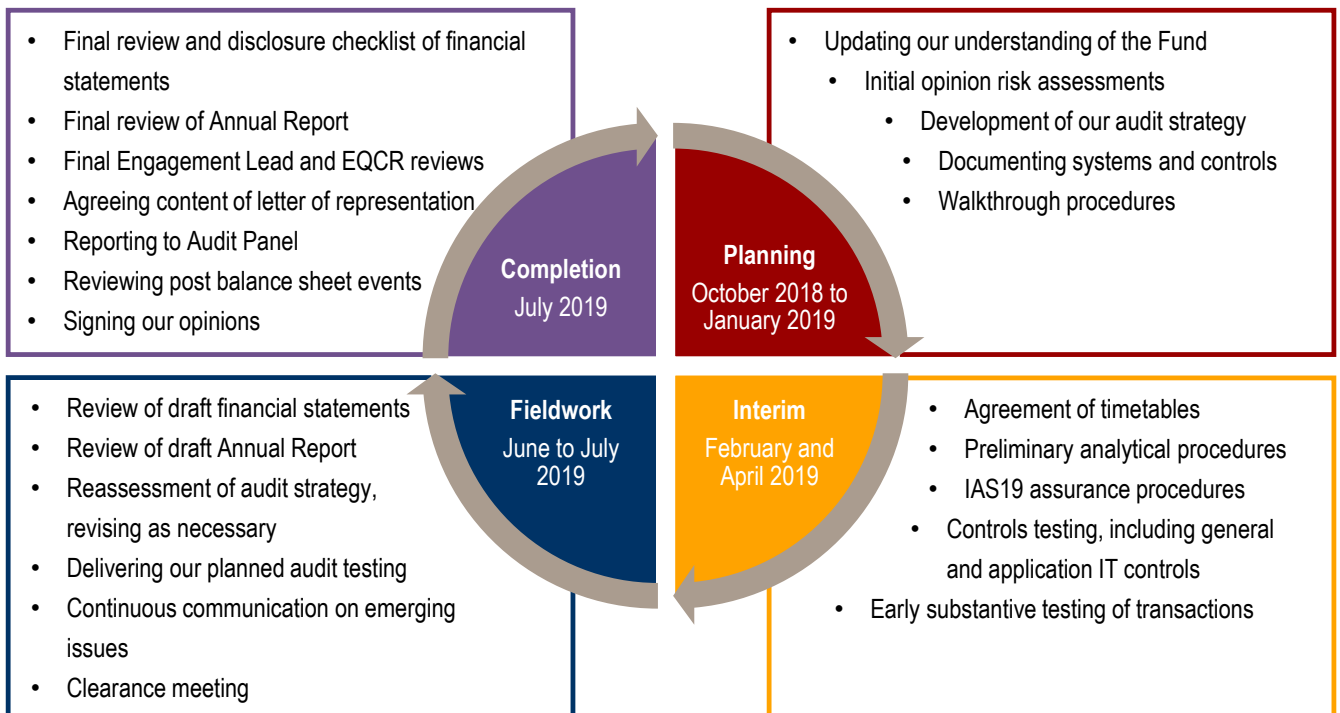 • Final review and disclosure checklist of financial
statements
• Final review of Annual Report
• Final Engagement Lead and EQCR reviews
• Agreeing content of letter of representation
• Reporting to Audit Panel
• Reviewing post balance sheet events
• Signing our opinions
Completion
July 2019
• Updating our understanding of the Fund
• Initial opinion risk assessments
• Development of our audit strategy
• Documenting systems and controls
• Walkthrough procedures
Planning
October 2018 to
January 2019
• Review of draft financial statements
• Review of draft Annual Report
• Reassessment of audit strategy,
revising as necessary
• Delivering our planned audit testing
• Continuous communication on emerging
issues
• Clearance meeting
Fieldwork
June to July
2019
Interim
February and
April 2019
• Agreement of timetables
• Preliminary analytical procedures
• IAS19 assurance procedures
• Controls testing, including general
and application IT controls
• Early substantive testing of transactions